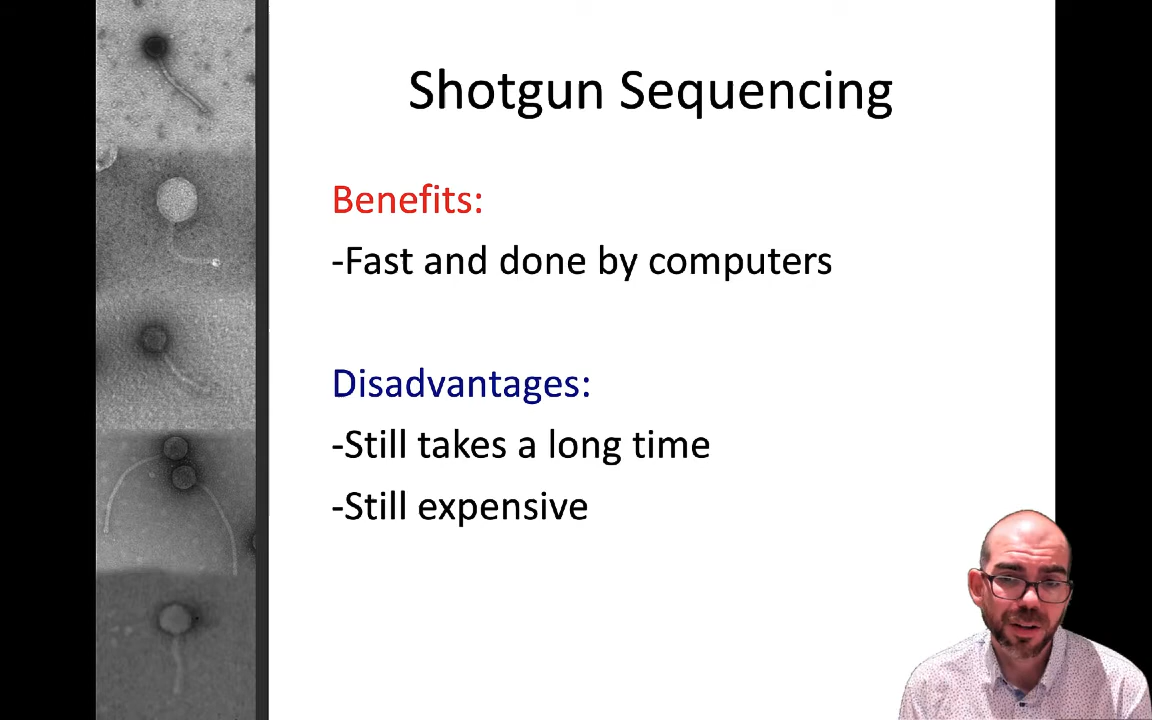 Shotgun Sequencing
Benefits:
-Fast and done by computers
Disadvantages:
-Still takes a long time
-Still expensive